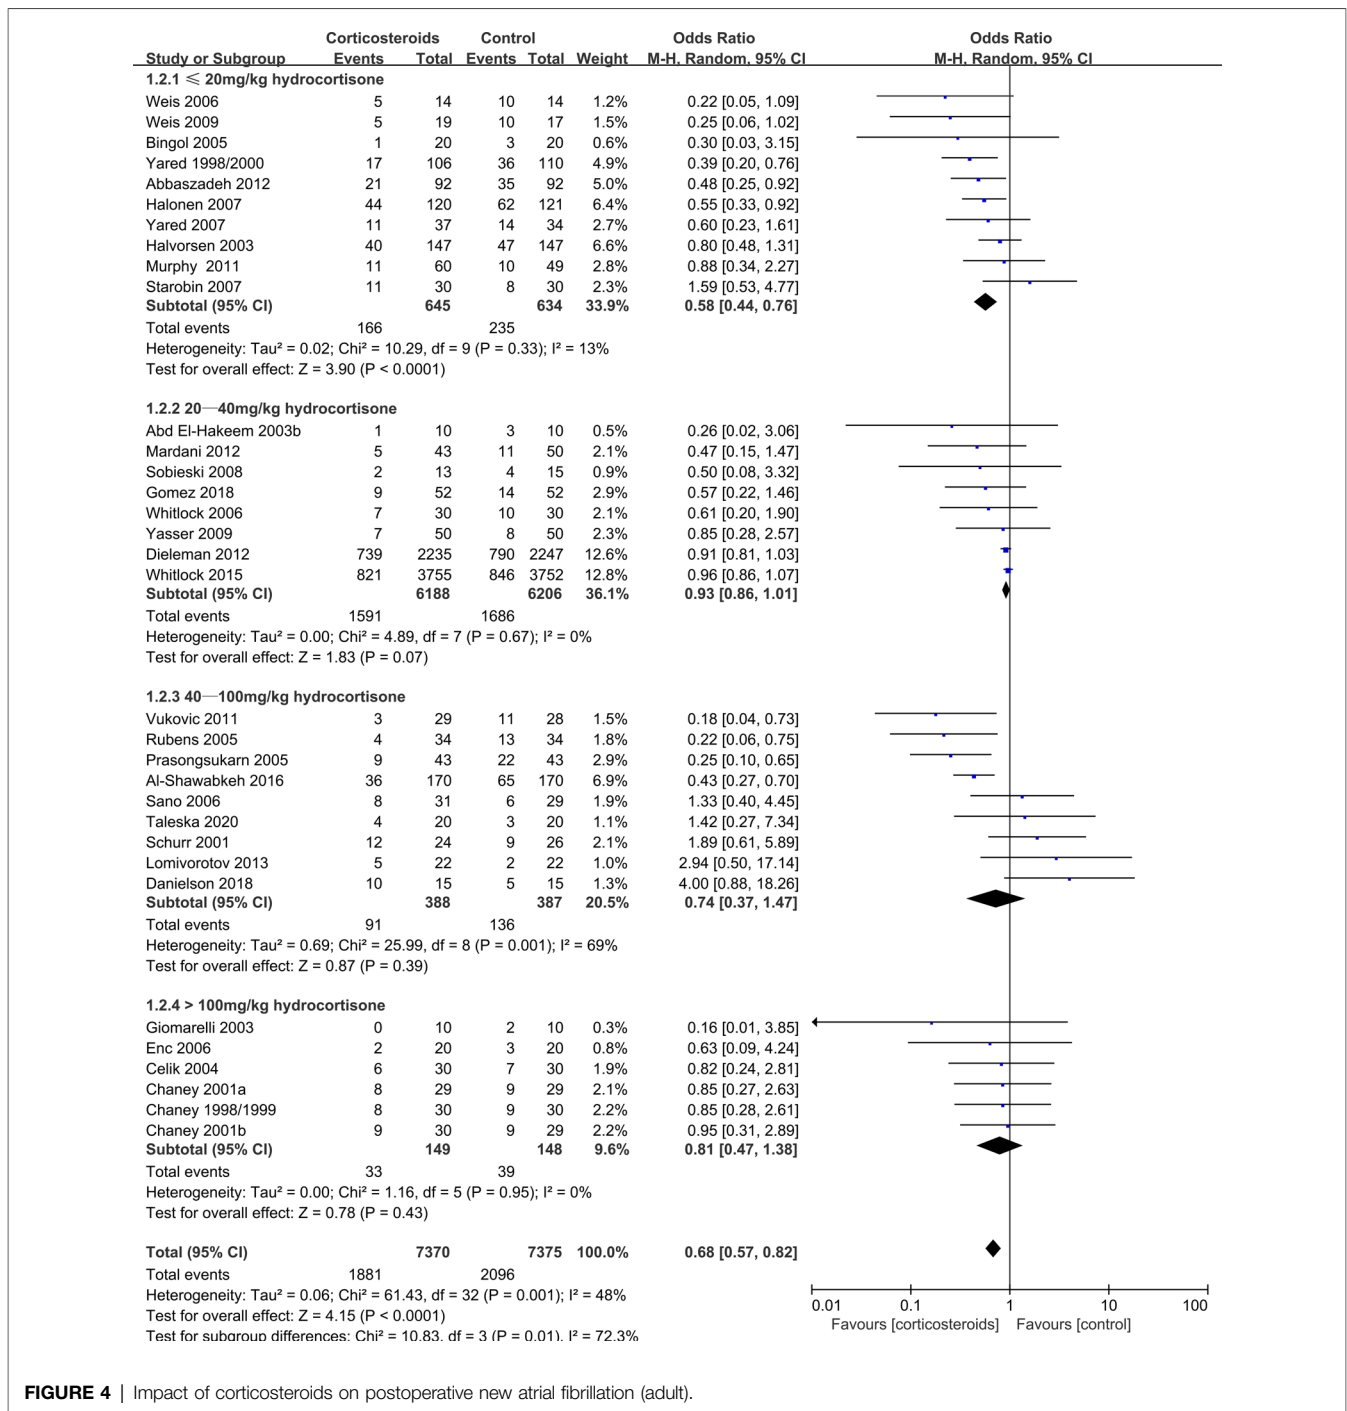 Corticosteroids Control Odds Ratio Odds Ratio
Study or Subgroup Events Total Events Total Weight M-H, Random, 95% CI M-H, Random, 95% CI
1.2.1 ≤ 20mg/kg hydrocortisone
Weis 2006 5 14 10 14 1.2% 0.22 [0.05, 1.09]
Weis 2009 5 19 10 17 1.5% 0.25 [0.06, 1.02]
Bingol 2005 1 20 3 20 0.6% 0.30 [0.03, 3.15]
Yared 1998/2000 17 106 36 110 4.9% 0.39 [0.20, 0.76]
Abbaszadeh 2012 21 92 35 92 5.0% 0.48 [0.25, 0.92]
Halonen 2007 44 120 62 121 6.4% 0.55 [0.33, 0.92]
Yared 2007 11 37 14 34 2.7% 0.60 [0.23, 1.61]
Halvorsen 2003 40 147 47 147 6.6% 0.80 [0.48, 1.31]
Murphy 2011 11 60 10 49 2.8% 0.88 [0.34, 2.27]
Starobin 2007 11 30 8 30 2.3% 1.59 [0.53, 4.77]
Subtotal (95% CI) 645 634 33.9% 0.58 [0.44, 0.76]
Total events 166 235
Heterogeneity: Tau² = 0.02; Chi² = 10.29, df = 9 (P = 0.33); I² = 13%
Test for overall effect: Z = 3.90 (P < 0.0001)
1.2.2 20—40mg/kg hydrocortisone
Abd El-Hakeem 2003b 1 10 3 10 0.5% 0.26 [0.02, 3.06]
Mardani 2012 5 43 11 50 2.1% 0.47 [0.15, 1.47]
Sobieski 2008 2 13 4 15 0.9% 0.50 [0.08, 3.32]
Gomez 2018 9 52 14 52 2.9% 0.57 [0.22, 1.46]
Whitlock 2006 7 30 10 30 2.1% 0.61 [0.20, 1.90]
Yasser 2009 7 50 8 50 2.3% 0.85 [0.28, 2.57]
Dieleman 2012 739 2235 790 2247 12.6% 0.91 [0.81, 1.03]
Whitlock 2015 821 3755 846 3752 12.8% 0.96 [0.86, 1.07]
Subtotal (95% CI) 6188 6206 36.1% 0.93 [0.86, 1.01]
Total events 1591 1686
Heterogeneity: Tau² = 0.00; Chi² = 4.89, df = 7 (P = 0.67); I² = 0%
Test for overall effect: Z = 1.83 (P = 0.07)
1.2.3 40—100mg/kg hydrocortisone
Vukovic 2011 3 29 11 28 1.5% 0.18 [0.04, 0.73]
Rubens 2005 4 34 13 34 1.8% 0.22 [0.06, 0.75]
Prasongsukarn 2005 9 43 22 43 2.9% 0.25 [0.10, 0.65]
Al-Shawabkeh 2016 36 170 65 170 6.9% 0.43 [0.27, 0.70]
Sano 2006 8 31 6 29 1.9% 1.33 [0.40, 4.45]
Taleska 2020 4 20 3 20 1.1% 1.42 [0.27, 7.34]
Schurr 2001 12 24 9 26 2.1% 1.89 [0.61, 5.89]
Lomivorotov 2013 5 22 2 22 1.0% 2.94 [0.50, 17.14]
Danielson 2018 10 15 5 15 1.3% 4.00 [0.88, 18.26]
Subtotal (95% CI) 388 387 20.5% 0.74 [0.37, 1.47]
Total events 91 136
Heterogeneity: Tau² = 0.69; Chi² = 25.99, df = 8 (P = 0.001); I² = 69%
Test for overall effect: Z = 0.87 (P = 0.39)
1.2.4 > 100mg/kg hydrocortisone
Giomarelli 2003 0 10 2 10 0.3% 0.16 [0.01, 3.85]
Enc 2006 2 20 3 20 0.8% 0.63 [0.09, 4.24]
Celik 2004 6 30 7 30 1.9% 0.82 [0.24, 2.81]
Chaney 2001a 8 29 9 29 2.1% 0.85 [0.27, 2.63]
Chaney 1998/1999 8 30 9 30 2.2% 0.85 [0.28, 2.61]
Chaney 2001b 9 30 9 29 2.2% 0.95 [0.31, 2.89]
Subtotal (95% CI) 149 148 9.6% 0.81 [0.47, 1.38]
Total events 33 39
Heterogeneity: Tau² = 0.00; Chi² = 1.16, df = 5 (P = 0.95); I² = 0%
Test for overall effect: Z = 0.78 (P = 0.43)
Total (95% CI) 7370 7375 100.0% 0.68 [0.57, 0.82]
Total events 1881 2096
Heterogeneity: Tau² = 0.06; Chi² = 61.43, df = 32 (P = 0.001); I² = 48%
Test for overall effect: Z = 4.15 (P < 0.0001)
Test for subgroup differences: Chi² = 10.83, df = 3 (P = 0.01), I² = 72.3%
0.01 0.1 1 10 100
Favours [corticosteroids] Favours [control]
FIGURE 4 | Impact of corticosteroids on postoperative new atrial fibrillation (adult).